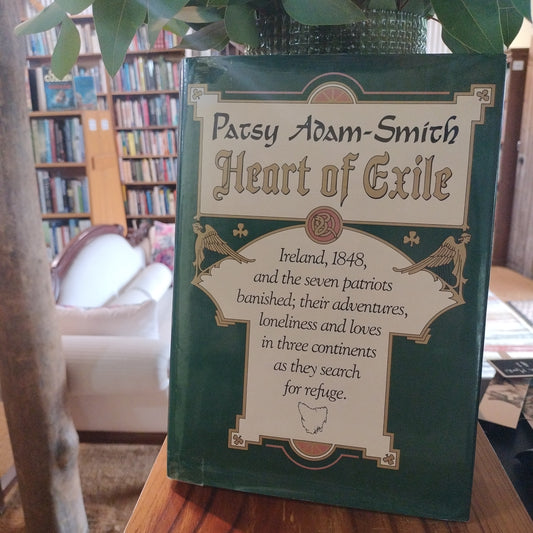 Patsy Adam-Smith
Heart of Exile
Ireland, 1848,
and the seven patriots
banished; their adventures,
loneliness and loves
in three continents
as they search
for refuge.